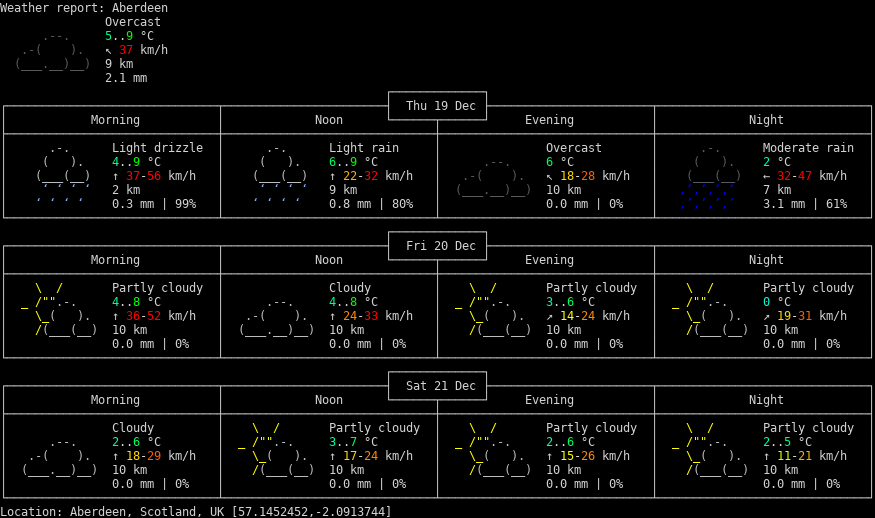 Weather report: Aberdeen
Overcast
5..9 °C
↖ 37 km/h
9 km
2.1 mm
Thu 19 Dec
Morning Noon Evening Night
Light drizzle Light rain Overcast Moderate rain
4..9 °C 6..9 °C 6 °C 2 °C
↑ 37-56 km/h ↑ 22-32 km/h ↖ 18-28 km/h ← 32-47 km/h
2 km 9 km 10 km 7 km
0.3 mm | 99% 0.8 mm | 80% 0.0 mm | 0% 3.1 mm | 61%
Fri 20 Dec
Morning Noon Evening Night
Partly cloudy Cloudy Partly cloudy Partly cloudy
4..8 °C 4..8 °C 3..6 °C 0 °C
↑ 36-52 km/h ↑ 24-33 km/h ↗ 14-24 km/h ↗ 19-31 km/h
10 km 10 km 10 km 10 km
0.0 mm | 0% 0.0 mm | 0% 0.0 mm | 0% 0.0 mm | 0%
Sat 21 Dec
Morning Noon Evening Night
Cloudy Partly cloudy Partly cloudy Partly cloudy
2..6 °C 3..7 °C 2..6 °C 2..5 °C
↑ 18-29 km/h ↑ 17-24 km/h ↑ 15-26 km/h ↑ 11-21 km/h
10 km 10 km 10 km 10 km
0.0 mm | 0% 0.0 mm | 0% 0.0 mm | 0% 0.0 mm | 0%
Location: Aberdeen, Scotland, UK [57.1452452,-2.0913744]